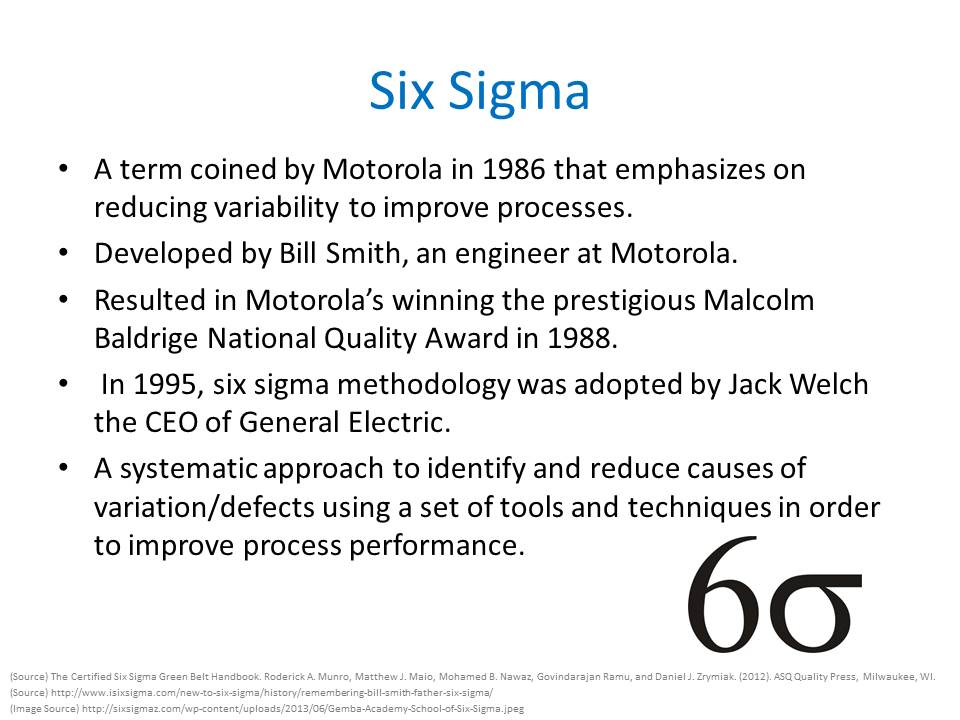 Six Sigma
• A term coined by Motorola in 1986 that emphasizes on
reducing variability to improve processes.
• Developed by Bill Smith, an engineer at Motorola.
• Resulted in Motorola’s winning the prestigious Malcolm
Baldrige National Quality Award in 1988.
• In 1995, six sigma methodology was adopted by Jack Welch
the CEO of General Electric.
• A systematic approach to identify and reduce causes of
variation/defects using a set of tools and techniques in order
to improve process performance.
6σ
(Source) The Certified Six Sigma Green Belt Handbook. Roderick A. Munro, Matthew J. Maio, Mohamed B. Nawaz, Govindarajan Ramu, and Daniel J. Zrymiak. (2012). ASQ Quality Press, Milwaukee, WI.
(Source) http://www.isixsigma.com/new-to-six-sigma/history/remembering-bill-smith-father-six-sigma/
(Image Source) http://sixsigmaz.com/wp-content/uploads/2013/06/Gemba-Academy-School-of-Six-Sigma.jpeg